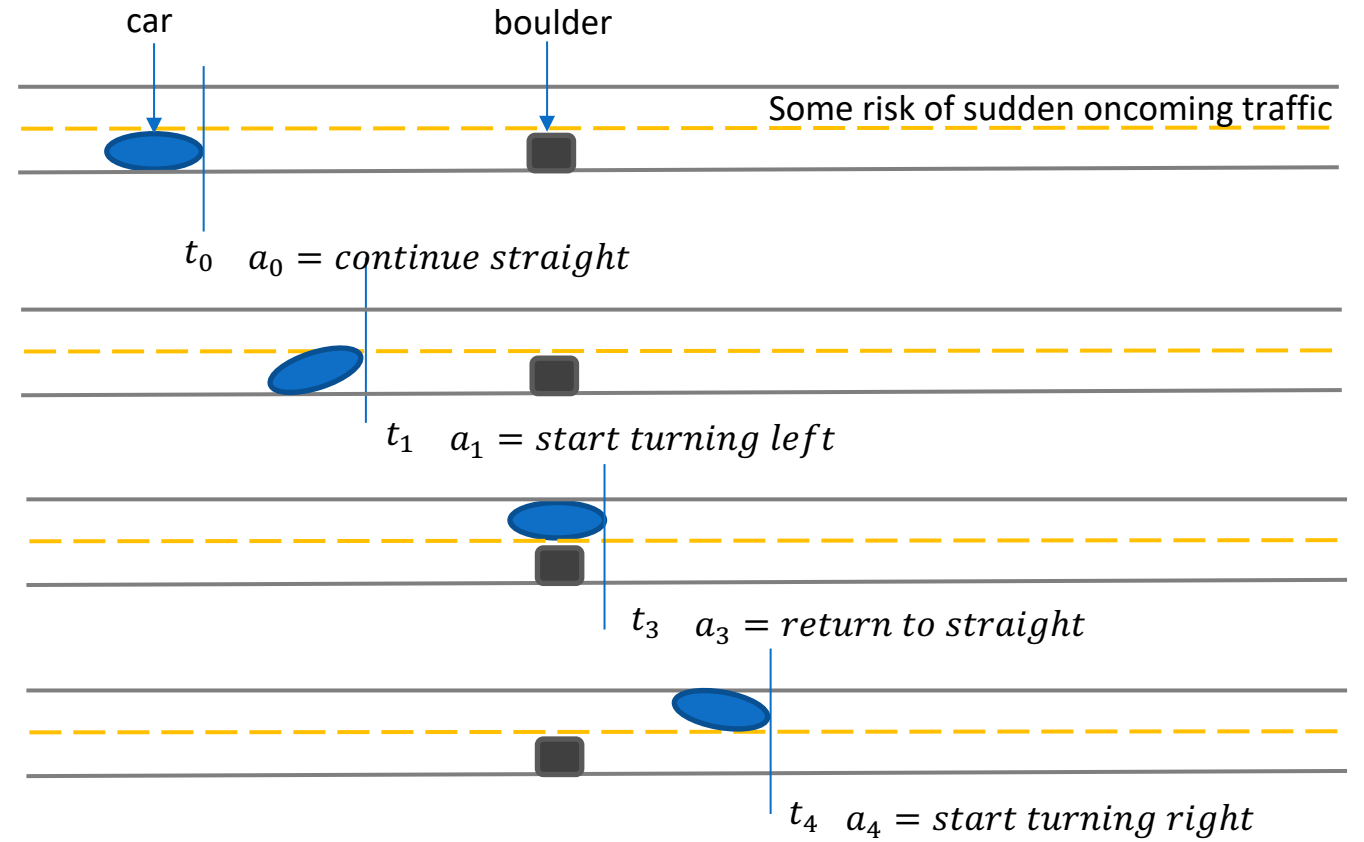 car
boulder
Some risk of sudden oncoming traffic
t₀ a₀ = continue straight
t₁ a₁ = start turning left
t₃ a₃ = return to straight
t₄ a₄ = start turning right